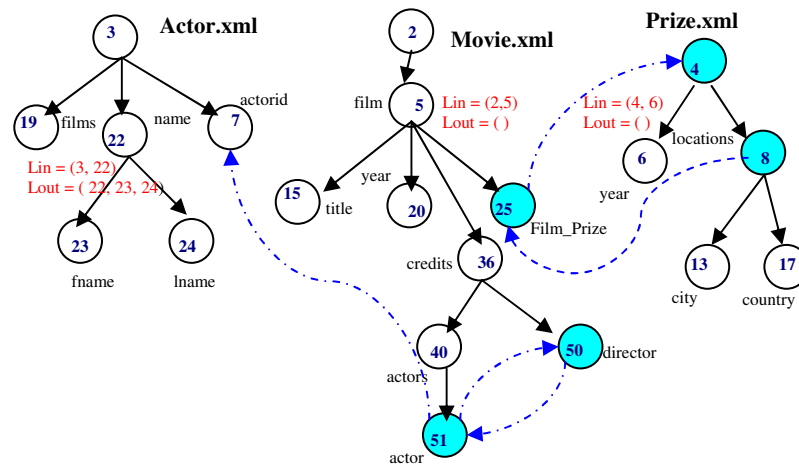 Actor.xml
3
19
films
22
name
actorid
7
Lin = (3, 22)
Lout = ( 22, 23, 24)
23
fname
24
lname
Movie.xml
2
film
5
Lin = (2,5)
Lout = ( )
15
title
year
20
25
Film_Prize
credits
36
40
actors
50
director
51
actor
Prize.xml
4
Lin = (4, 6)
Lout = ( )
6
year
locations
8
13
city
17
country